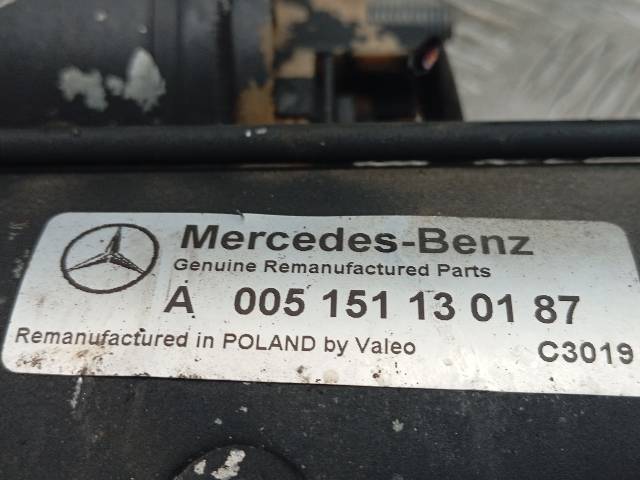 Mercedes-Benz
Genuine Remanufactured Parts
A 005 151 13 01 87
Remanufactured in POLAND by Valeo C3019